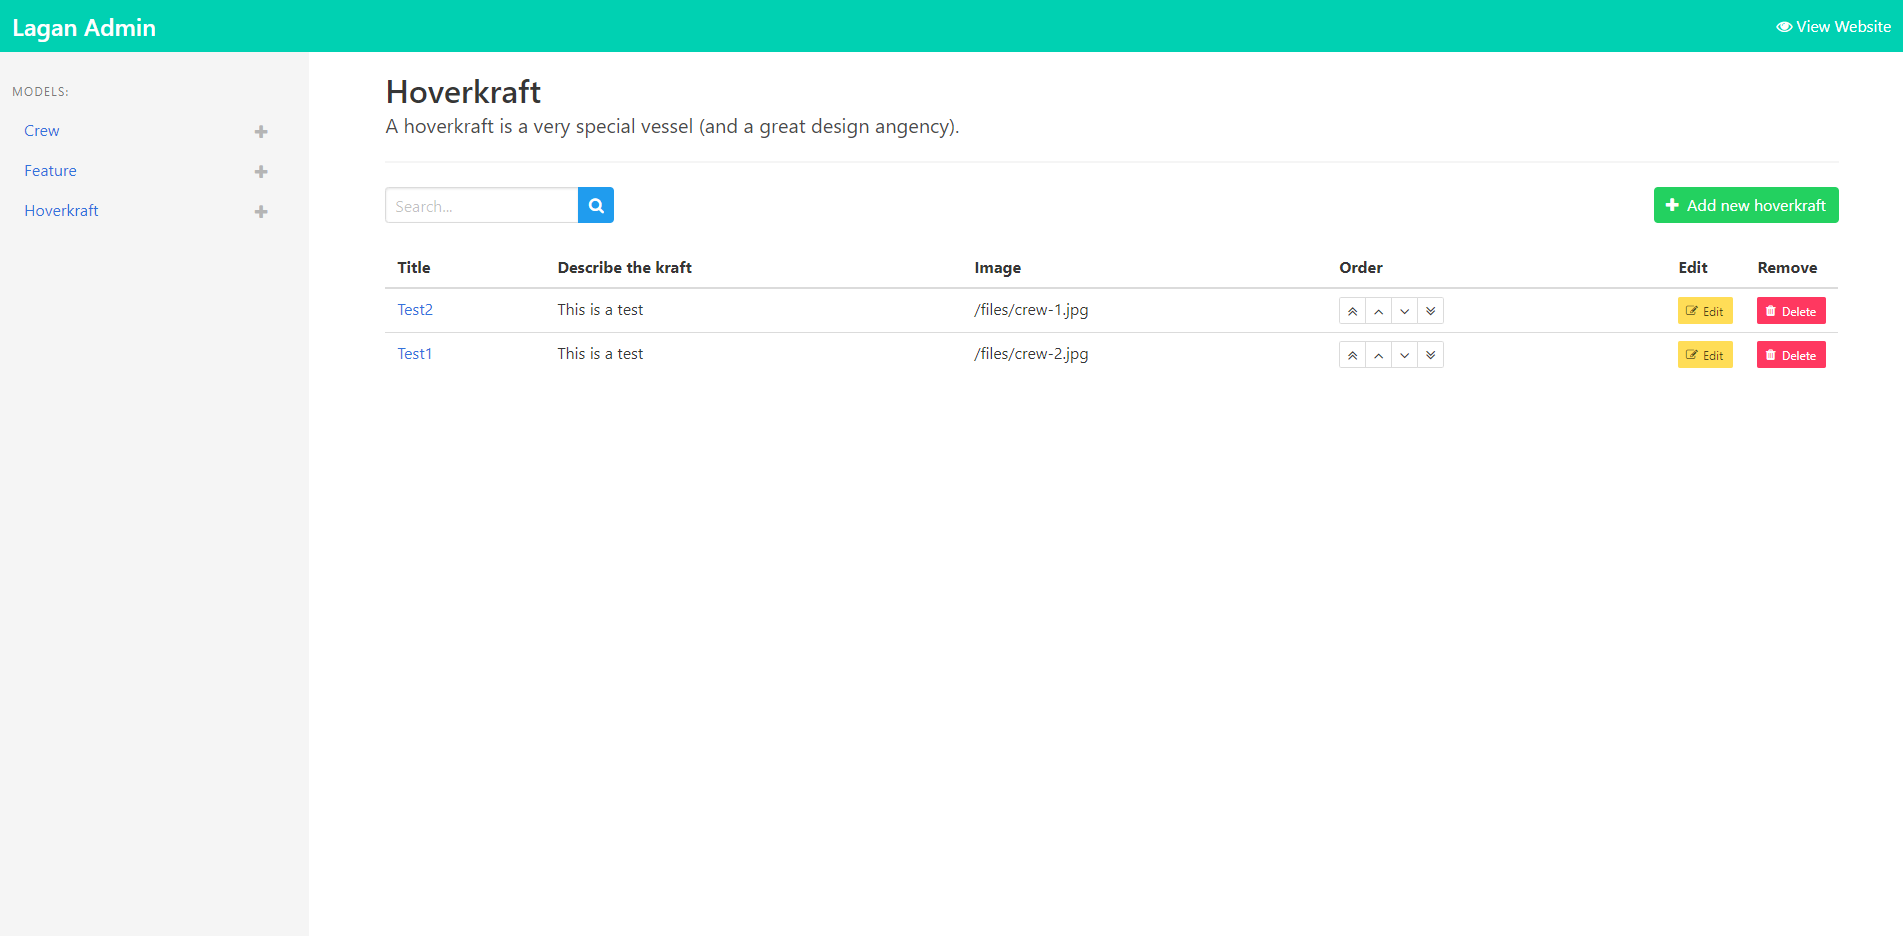 Lagan Admin
View Website
MODELS:
Crew
Feature
Hoverkraft
Hoverkraft
A hoverkraft is a very special vessel (and a great design angency).
Search...
Add new hoverkraft
Title Describe the kraft Image Order Edit Remove
Test2 This is a test /files/crew-1.jpg Edit Delete
Test1 This is a test /files/crew-2.jpg Edit Delete